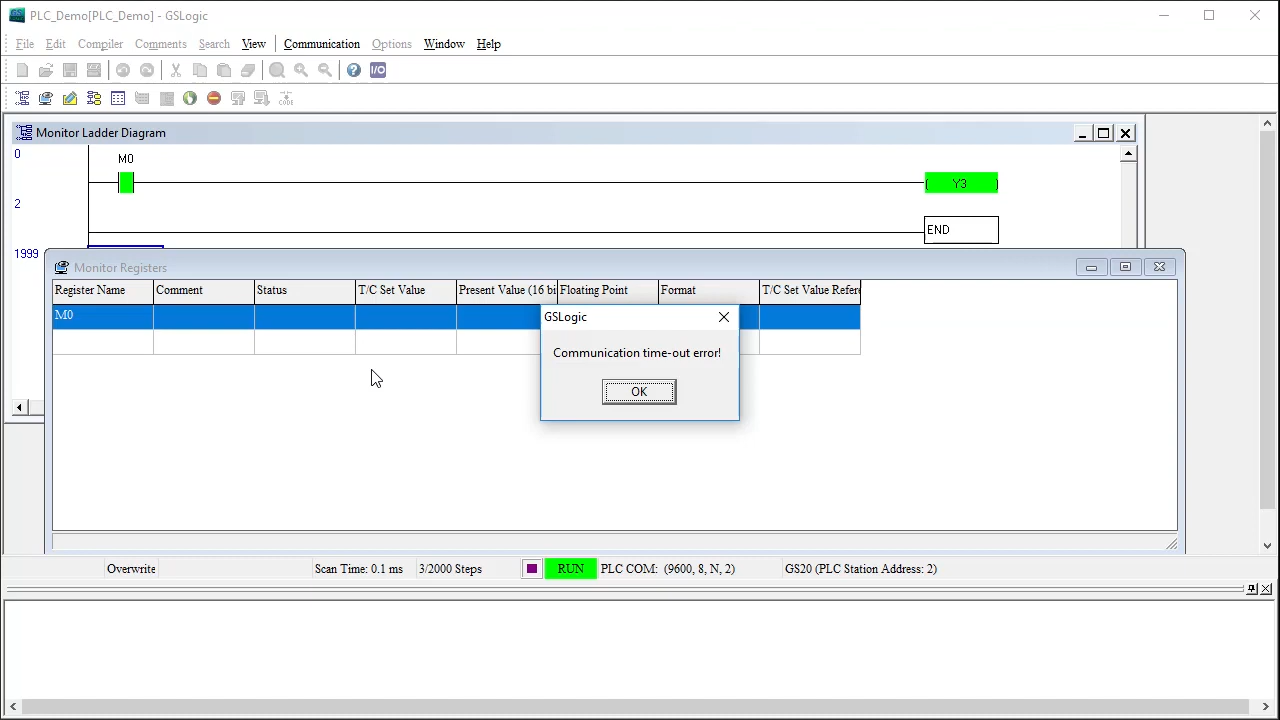 PLC_Demo[PLC_Demo] - GSLogic
File Edit Compiler Comments Search View Communication Options Window Help
I/O
CODE
Monitor Ladder Diagram
0
M0
Y3
2
END
1999
Monitor Registers
Register Name Comment Status T/C Set Value Present Value (16 bi Floating Point Format T/C Set Value Refere
M0
GSLogic
Communication time-out error!
OK
Overwrite Scan Time: 0.1 ms 3/2000 Steps RUN PLC COM: (9600, 8, N, 2) GS20 (PLC Station Address: 2)